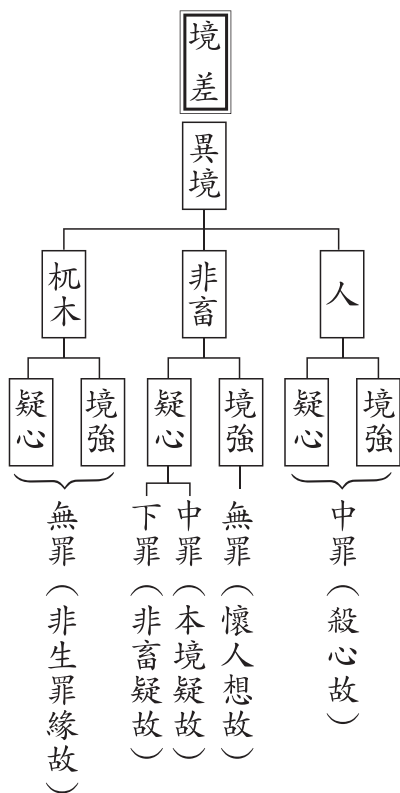 境差
異境
人
非畜
杌木
境強
疑心
境強
疑心
境強
疑心
中罪（殺心故）
無罪（懷人想故）
中罪（本境疑故）
下罪（非畜疑故）
無罪（非生罪緣故）